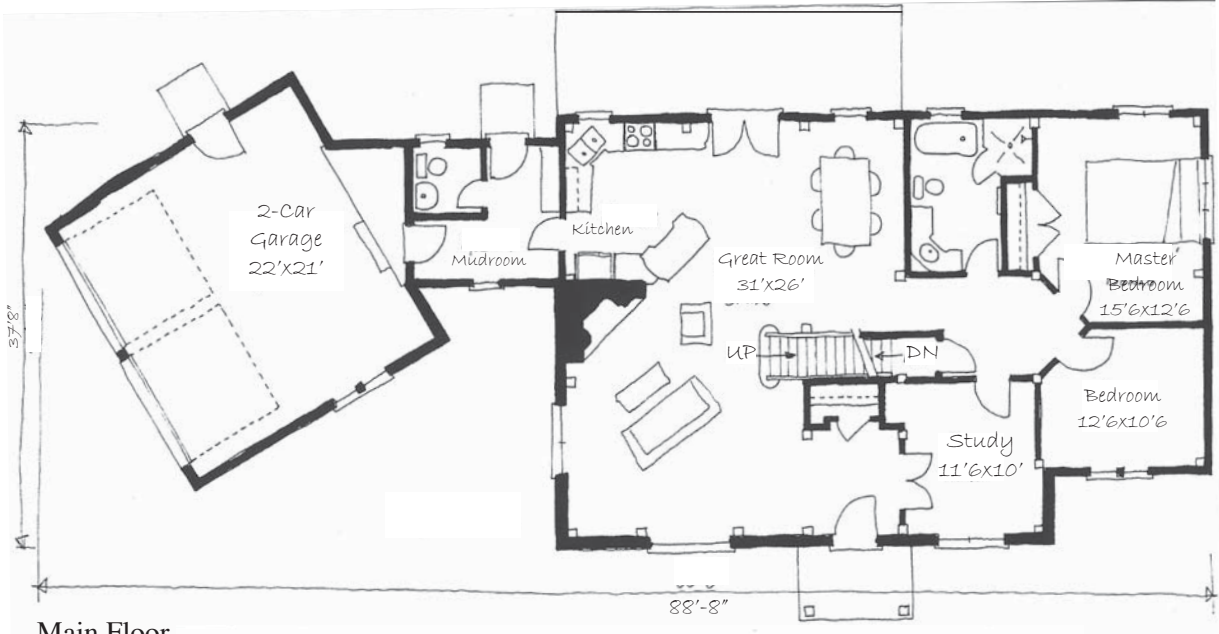 2-Car
Garage
22'X21'
Mudroom
Kitchen
Great Room
31'X26'
Master
Bedroom
15'6X12'6
UP
DN
Bedroom
12'6X10'6
Study
11'6X10'
37'8"
88'-8"
Main Floor